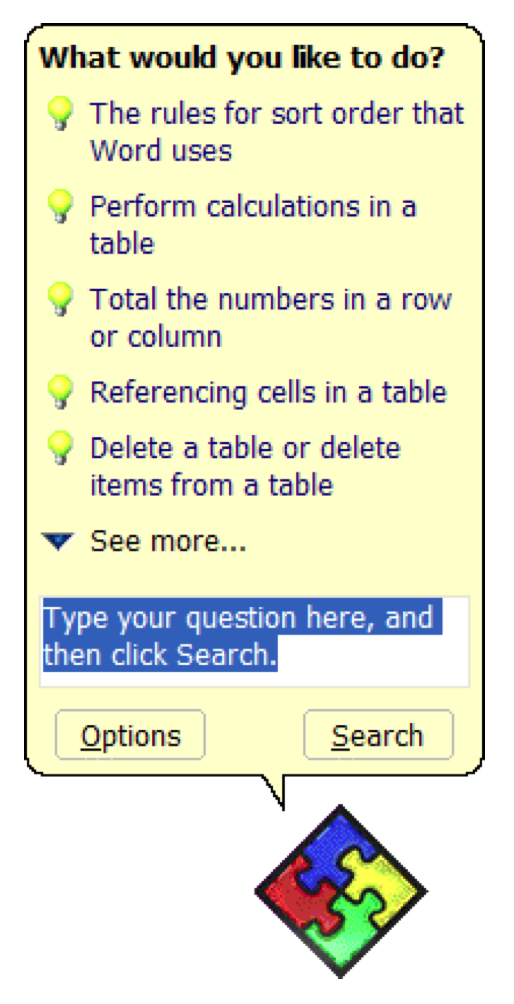 What would you like to do?
The rules for sort order that
Word uses
Perform calculations in a
table
Total the numbers in a row
or column
Referencing cells in a table
Delete a table or delete
items from a table
See more...
Type your question here, and
then click Search.
Options
Search